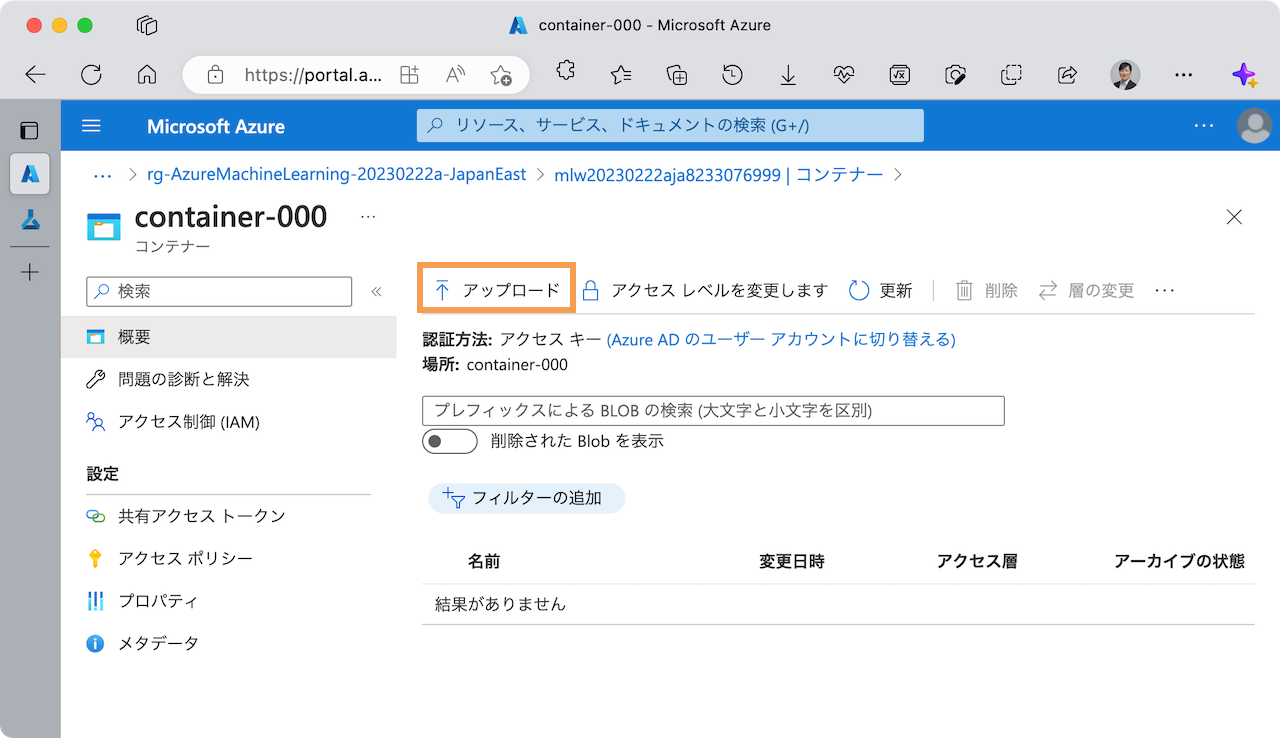 container-000 - Microsoft Azure
https://portal.a...
Microsoft Azure
リソース、サービス、ドキュメントの検索 (G+/)
… > rg-AzureMachineLearning-20230222a-JapanEast > mlw20230222aja8233076999 | コンテナー >
container-000 …
コンテナー
検索 «
概要
問題の診断と解決
アクセス制御 (IAM)
設定
共有アクセス トークン
アクセス ポリシー
プロパティ
メタデータ
アップロード アクセス レベルを変更します 更新 | 削除 層の変更 …
認証方法: アクセス キー (Azure AD のユーザー アカウントに切り替える)
場所: container-000
プレフィックスによる BLOB の検索 (大文字と小文字を区別)
削除された Blob を表示
フィルターの追加
名前 変更日時 アクセス層 アーカイブの状態
結果がありません